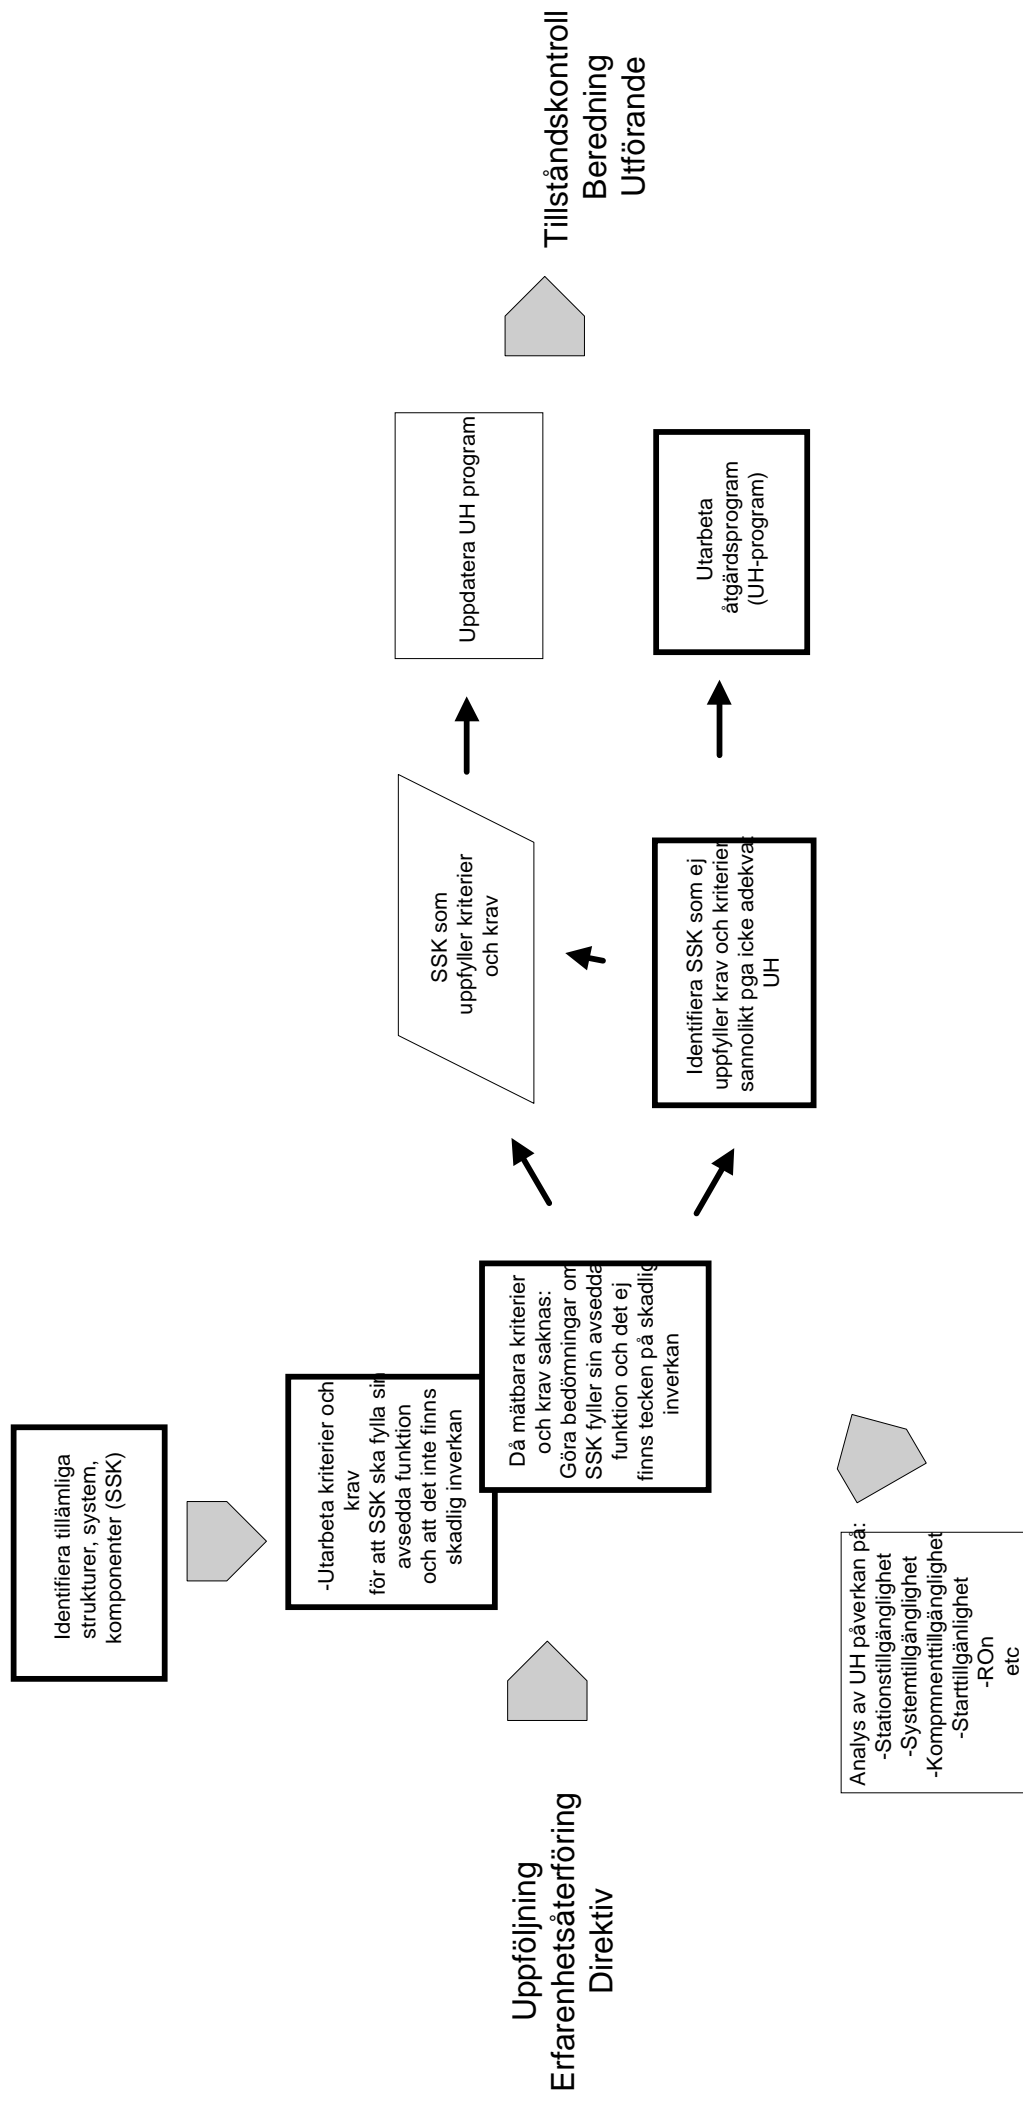 Identifiera tillämliga
strukturer, system,
komponenter (SSK)
Uppföljning
Erfarenhetsåterföring
Direktiv
-Utarbeta kriterier och
krav
för att SSK ska fylla sin
avsedda funktion
och att det inte finns
skadlig inverkan
Då mätbara kriterier
och krav saknas:
Göra bedömningar om
SSK fyller sin avsedda
funktion och det ej
finns tecken på skadlig
inverkan
Analys av UH påverkan på:
-Stationstillgänglighet
-Systemtillgänglighet
-Kompmnenttillgänglighet
-Starttillgänlighet
-ROn
etc
SSK som
uppfyller kriterier
och krav
Identifiera SSK som ej
uppfyller krav och kriterier
sannolikt pga icke adekvat
UH
Uppdatera UH program
Utarbeta
åtgärdsprogram
(UH-program)
Tillståndskontroll
Beredning
Utförande